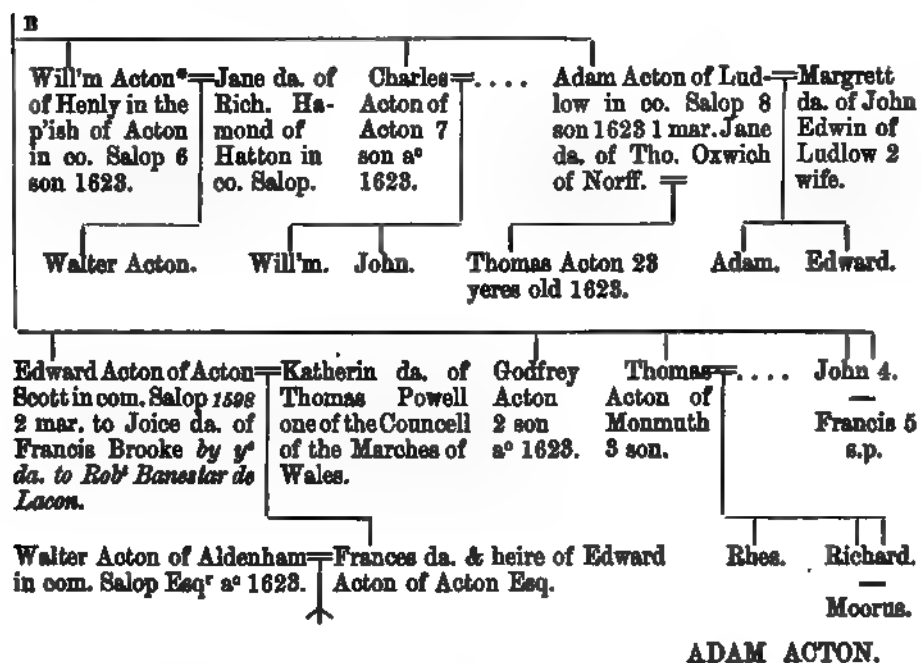 B
Will'm Acton*
of Henly in the
p'ish of Acton
in co. Salop 6
son 1623.
Jane da. of
Rich. Ha-
mond of
Hatton in
co. Salop.
Charles
Acton of
Acton 7
son a° 1623.
....
Adam Acton of Lud-
low in co. Salop 8
son 1623 1 mar. Jane
da. of Tho. Oxwich
of Norff.
Margrett
da. of John
Edwin of
Ludlow 2
wife.
Walter Acton.
Will'm.
John.
Thomas Acton 23
yeres old 1623.
Adam.
Edward.
Edward Acton of Acton
Scott in com. Salop 1598
2 mar. to Joice da. of
Francis Brooke by yᵉ
da. to Robᵗ Banestar de
Lacon.
Katherin da. of
Thomas Powell
one of the Councell
of the Marches of
Wales.
Godfrey
Acton
2 son
a° 1623.
Thomas
Acton of
Monmuth
3 son.
....
John 4.
—
Francis 5
s.p.
Walter Acton of Aldenham
in com. Salop Esqʳ a° 1623.
Frances da. & heire of Edward
Acton of Acton Esq.
Rhes.
Richard.
—
Moorus.
ADAM ACTON.